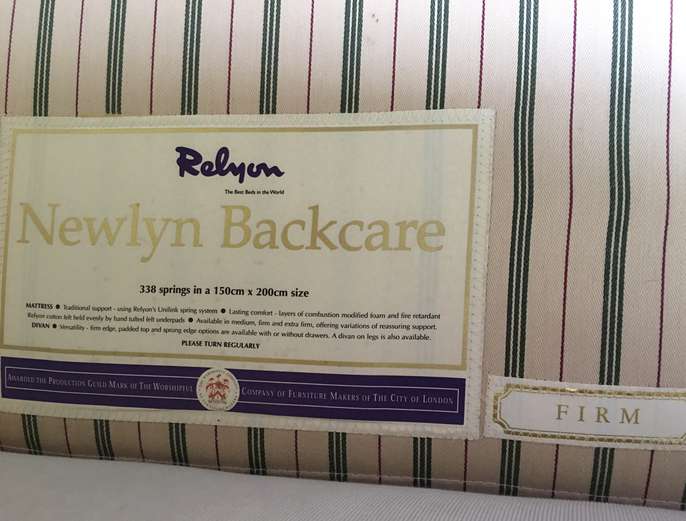 Relyon
The Best Beds in the World
Newlyn Backcare
338 springs in a 150cm x 200cm size
MATTRESS ● Traditional support - using Relyon's Unilink spring system ● Lasting comfort - layers of combustion modified foam and fire retardant
Relyon cotton felt held evenly by hand tufted felt underpads ● Available in medium, firm and extra firm, offering variations of reassuring support.
DIVAN ● Versatility - firm edge, padded top and sprung edge options are available with or without drawers. A divan on legs is also available.
PLEASE TURN REGULARLY
AWARDED THE PRODUCTION GUILD MARK OF THE WORSHIPFUL COMPANY OF FURNITURE MAKERS OF THE CITY OF LONDON
FIRM